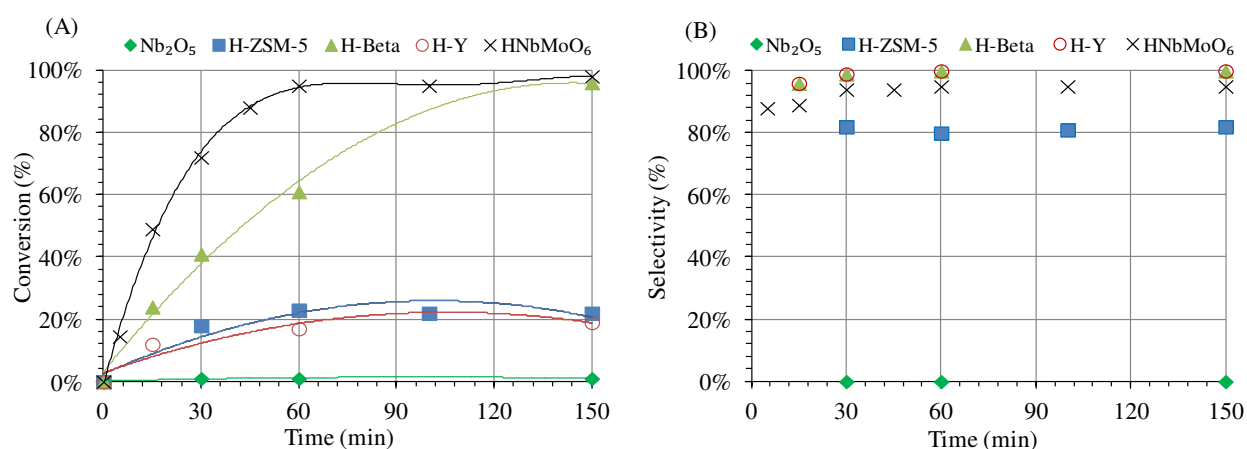 (A)
Nb₂O₅ H-ZSM-5 H-Beta H-Y HNbMoO₆
100%
80%
60%
40%
20%
0%
0 30 60 90 120 150
Conversion (%)
Time (min)
(B)
Nb₂O₅ H-ZSM-5 H-Beta H-Y HNbMoO₆
100%
80%
60%
40%
20%
0%
0 30 60 90 120 150
Selectivity (%)
Time (min)